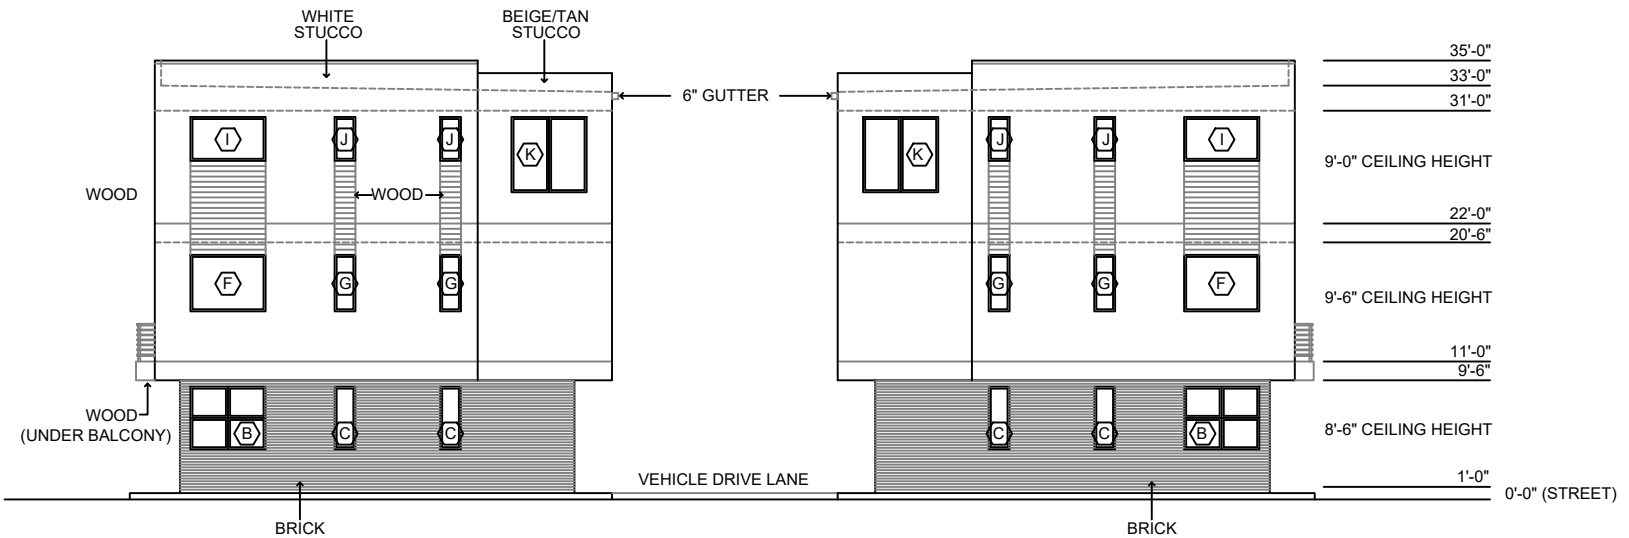 WHITE
STUCCO
BEIGE/TAN
STUCCO
35'-0"
33'-0"
6" GUTTER
31'-0"
I
J
J
K
K
J
J
I
9'-0" CEILING HEIGHT
WOOD
WOOD
22'-0"
20'-6"
F
G
G
G
G
F
9'-6" CEILING HEIGHT
11'-0"
9'-6"
WOOD
(UNDER BALCONY)
B
C
C
C
C
B
8'-6" CEILING HEIGHT
VEHICLE DRIVE LANE
1'-0"
0'-0" (STREET)
BRICK
BRICK